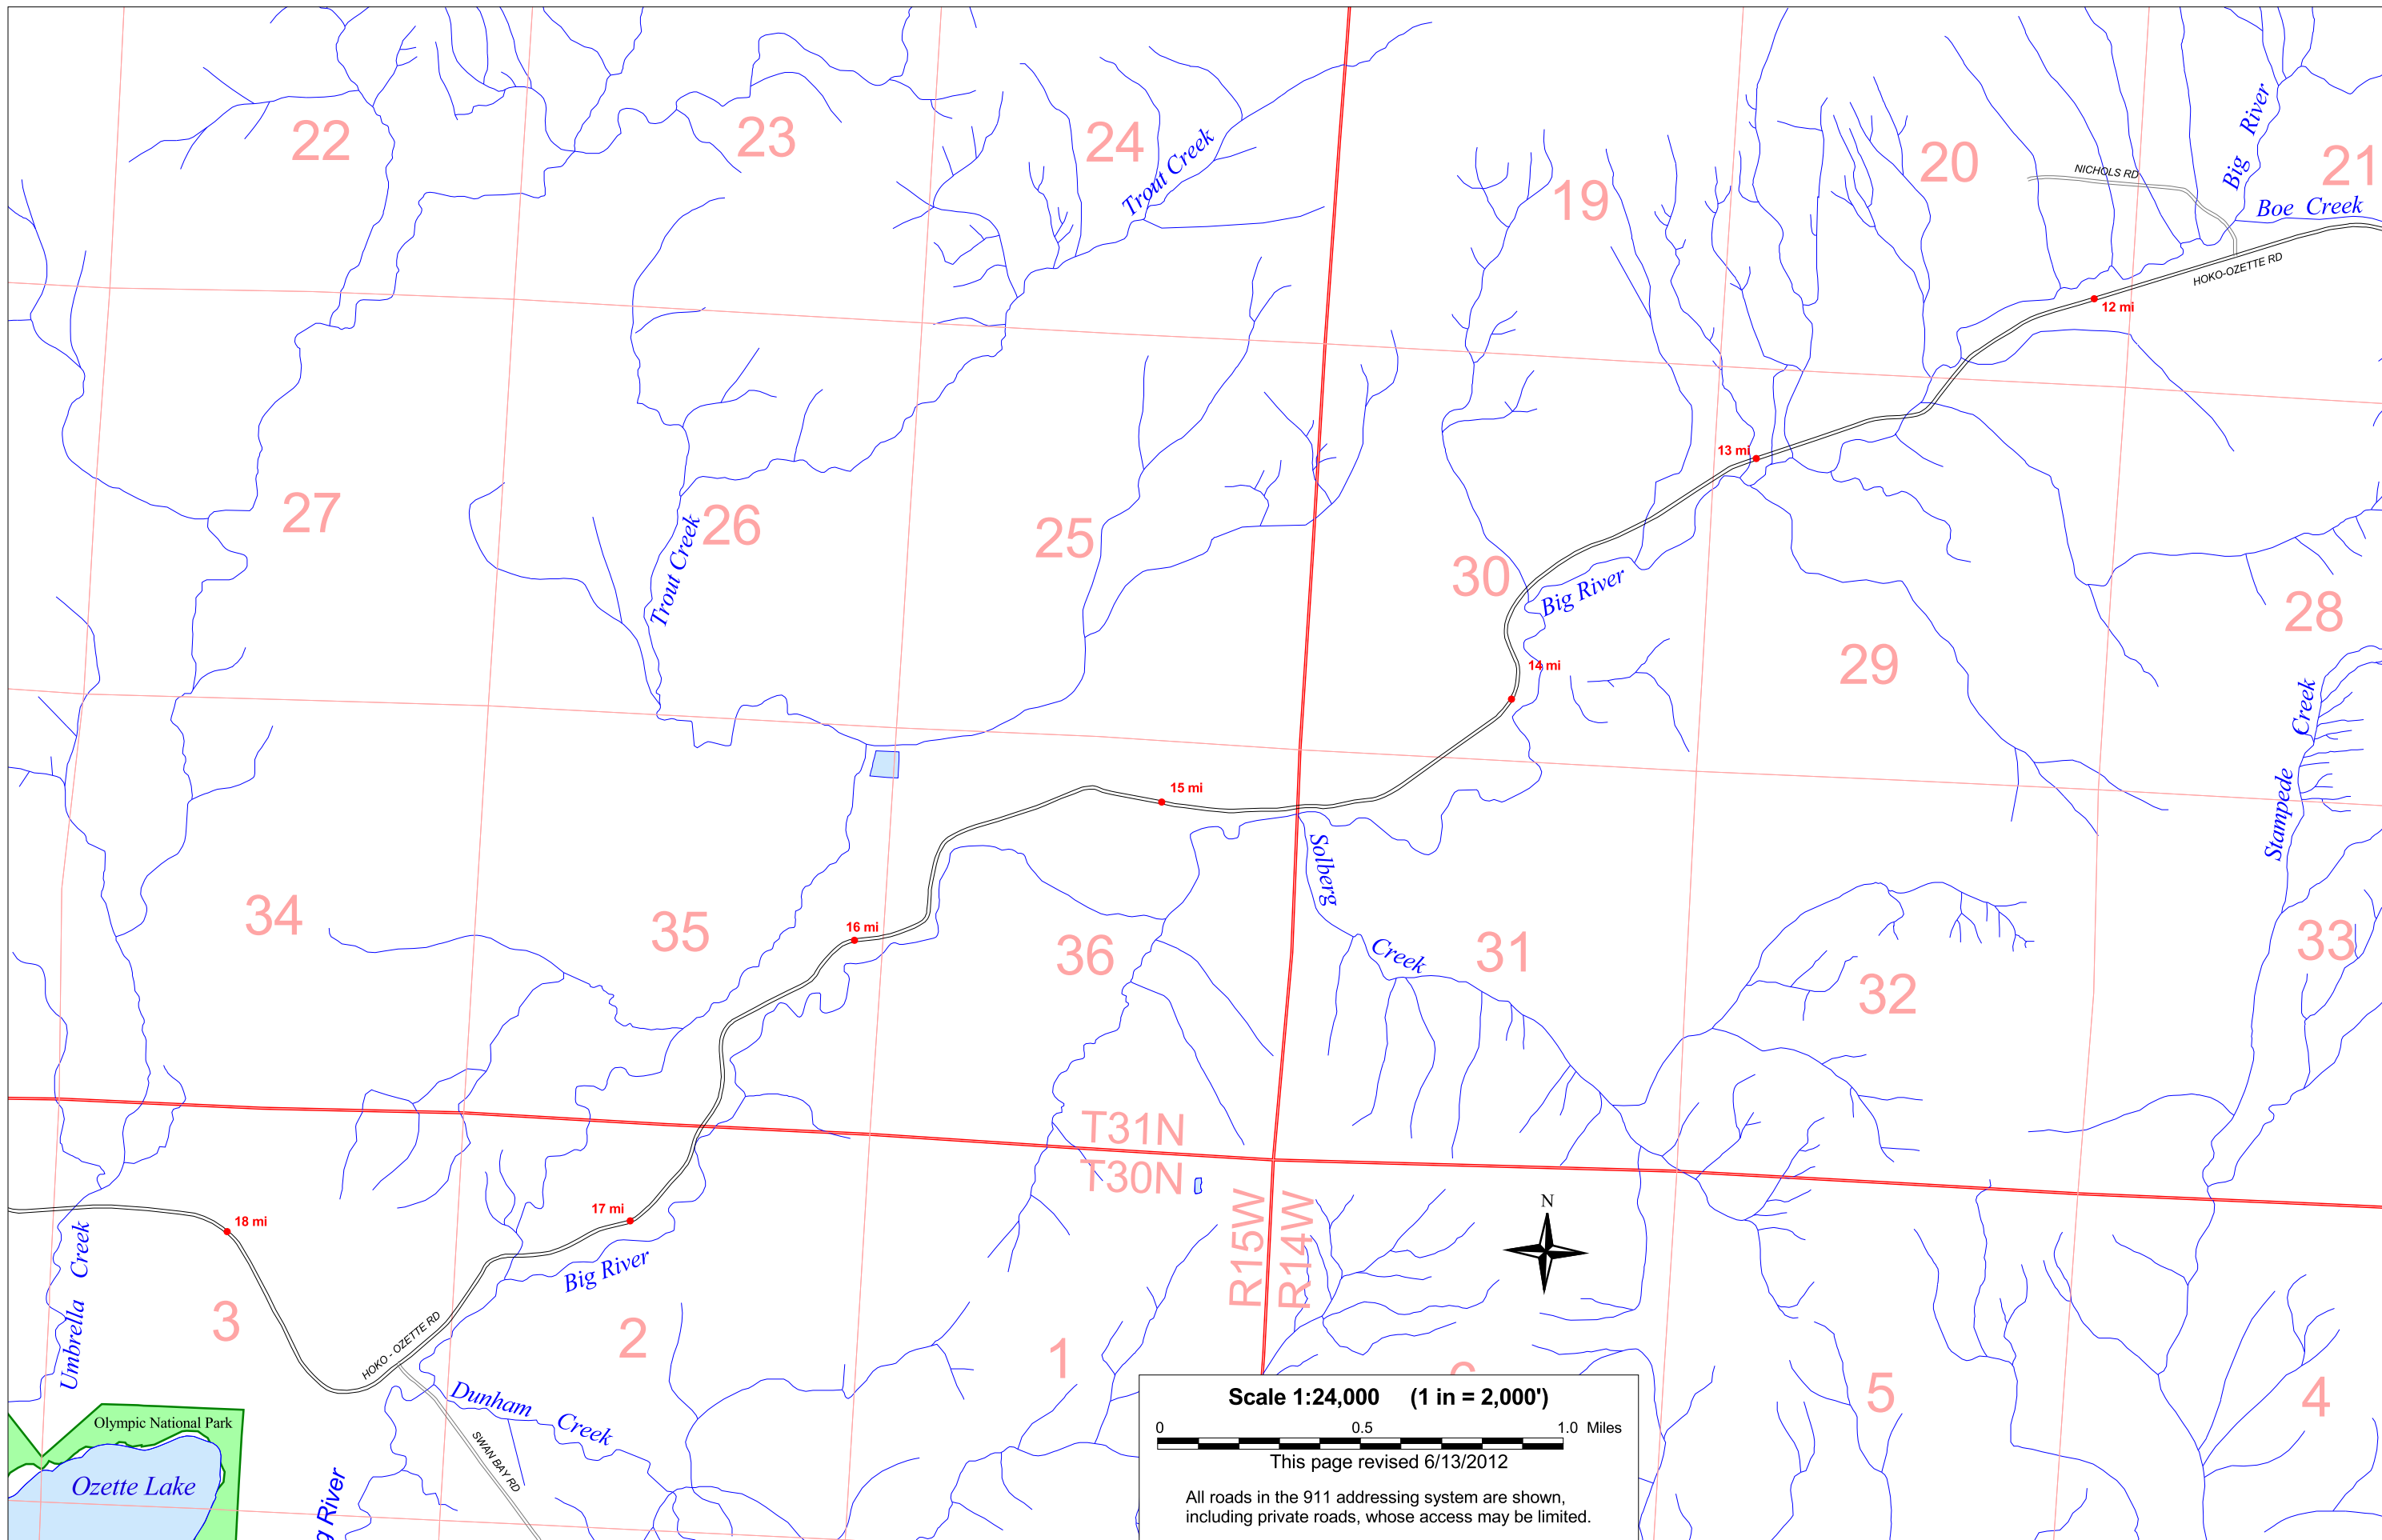 22
23
24
Trout Creek
19
20
NICHOLS RD
Big River
21
Boe Creek
HOKO-OZETTE RD
12 mi
13 mi
27
26
Trout Creek
25
30
Big River
28
14 mi
29
Stampede Creek
15 mi
34
35
16 mi
36
Solberg Creek
31
32
33
T31N
T30N
R15W
R14W
N
17 mi
18 mi
Umbrella Creek
Big River
3
HOKO - OZETTE RD
2
1
5
4
Dunham Creek
SWAN BAY RD
Olympic National Park
Ozette Lake
g River
Scale 1:24,000 (1 in = 2,000')
0 0.5 1.0 Miles
This page revised 6/13/2012
All roads in the 911 addressing system are shown,
including private roads, whose access may be limited.